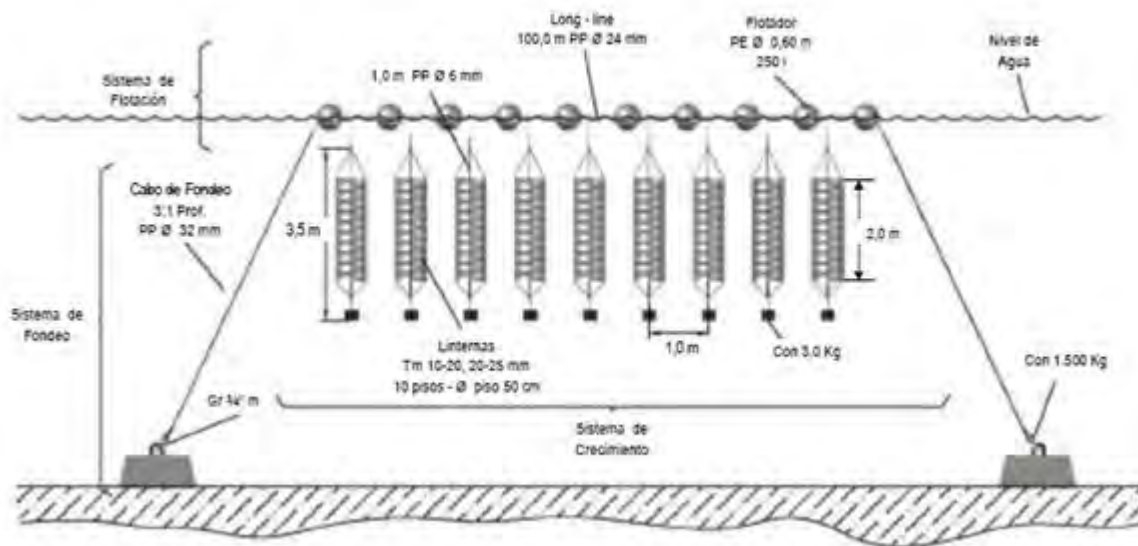 Long - line
100,0 m PP Ø 24 mm
Flotador
PE Ø 0,60 m
250 l
Nivel de
Agua
Sistema de
Flotación
1,0 m PP Ø 6 mm
Cabo de Fondeo
3:1 Prof.
PP Ø 32 mm
3,5 m
2,0 m
Sistema de
Fondeo
Linternas
Tm 10-20, 20-25 mm
10 pisos - Ø piso 50 cm
1,0 m
Con 3,0 Kg
Con 1.500 Kg
Gr ¾" m
Sistema de
Crecimiento